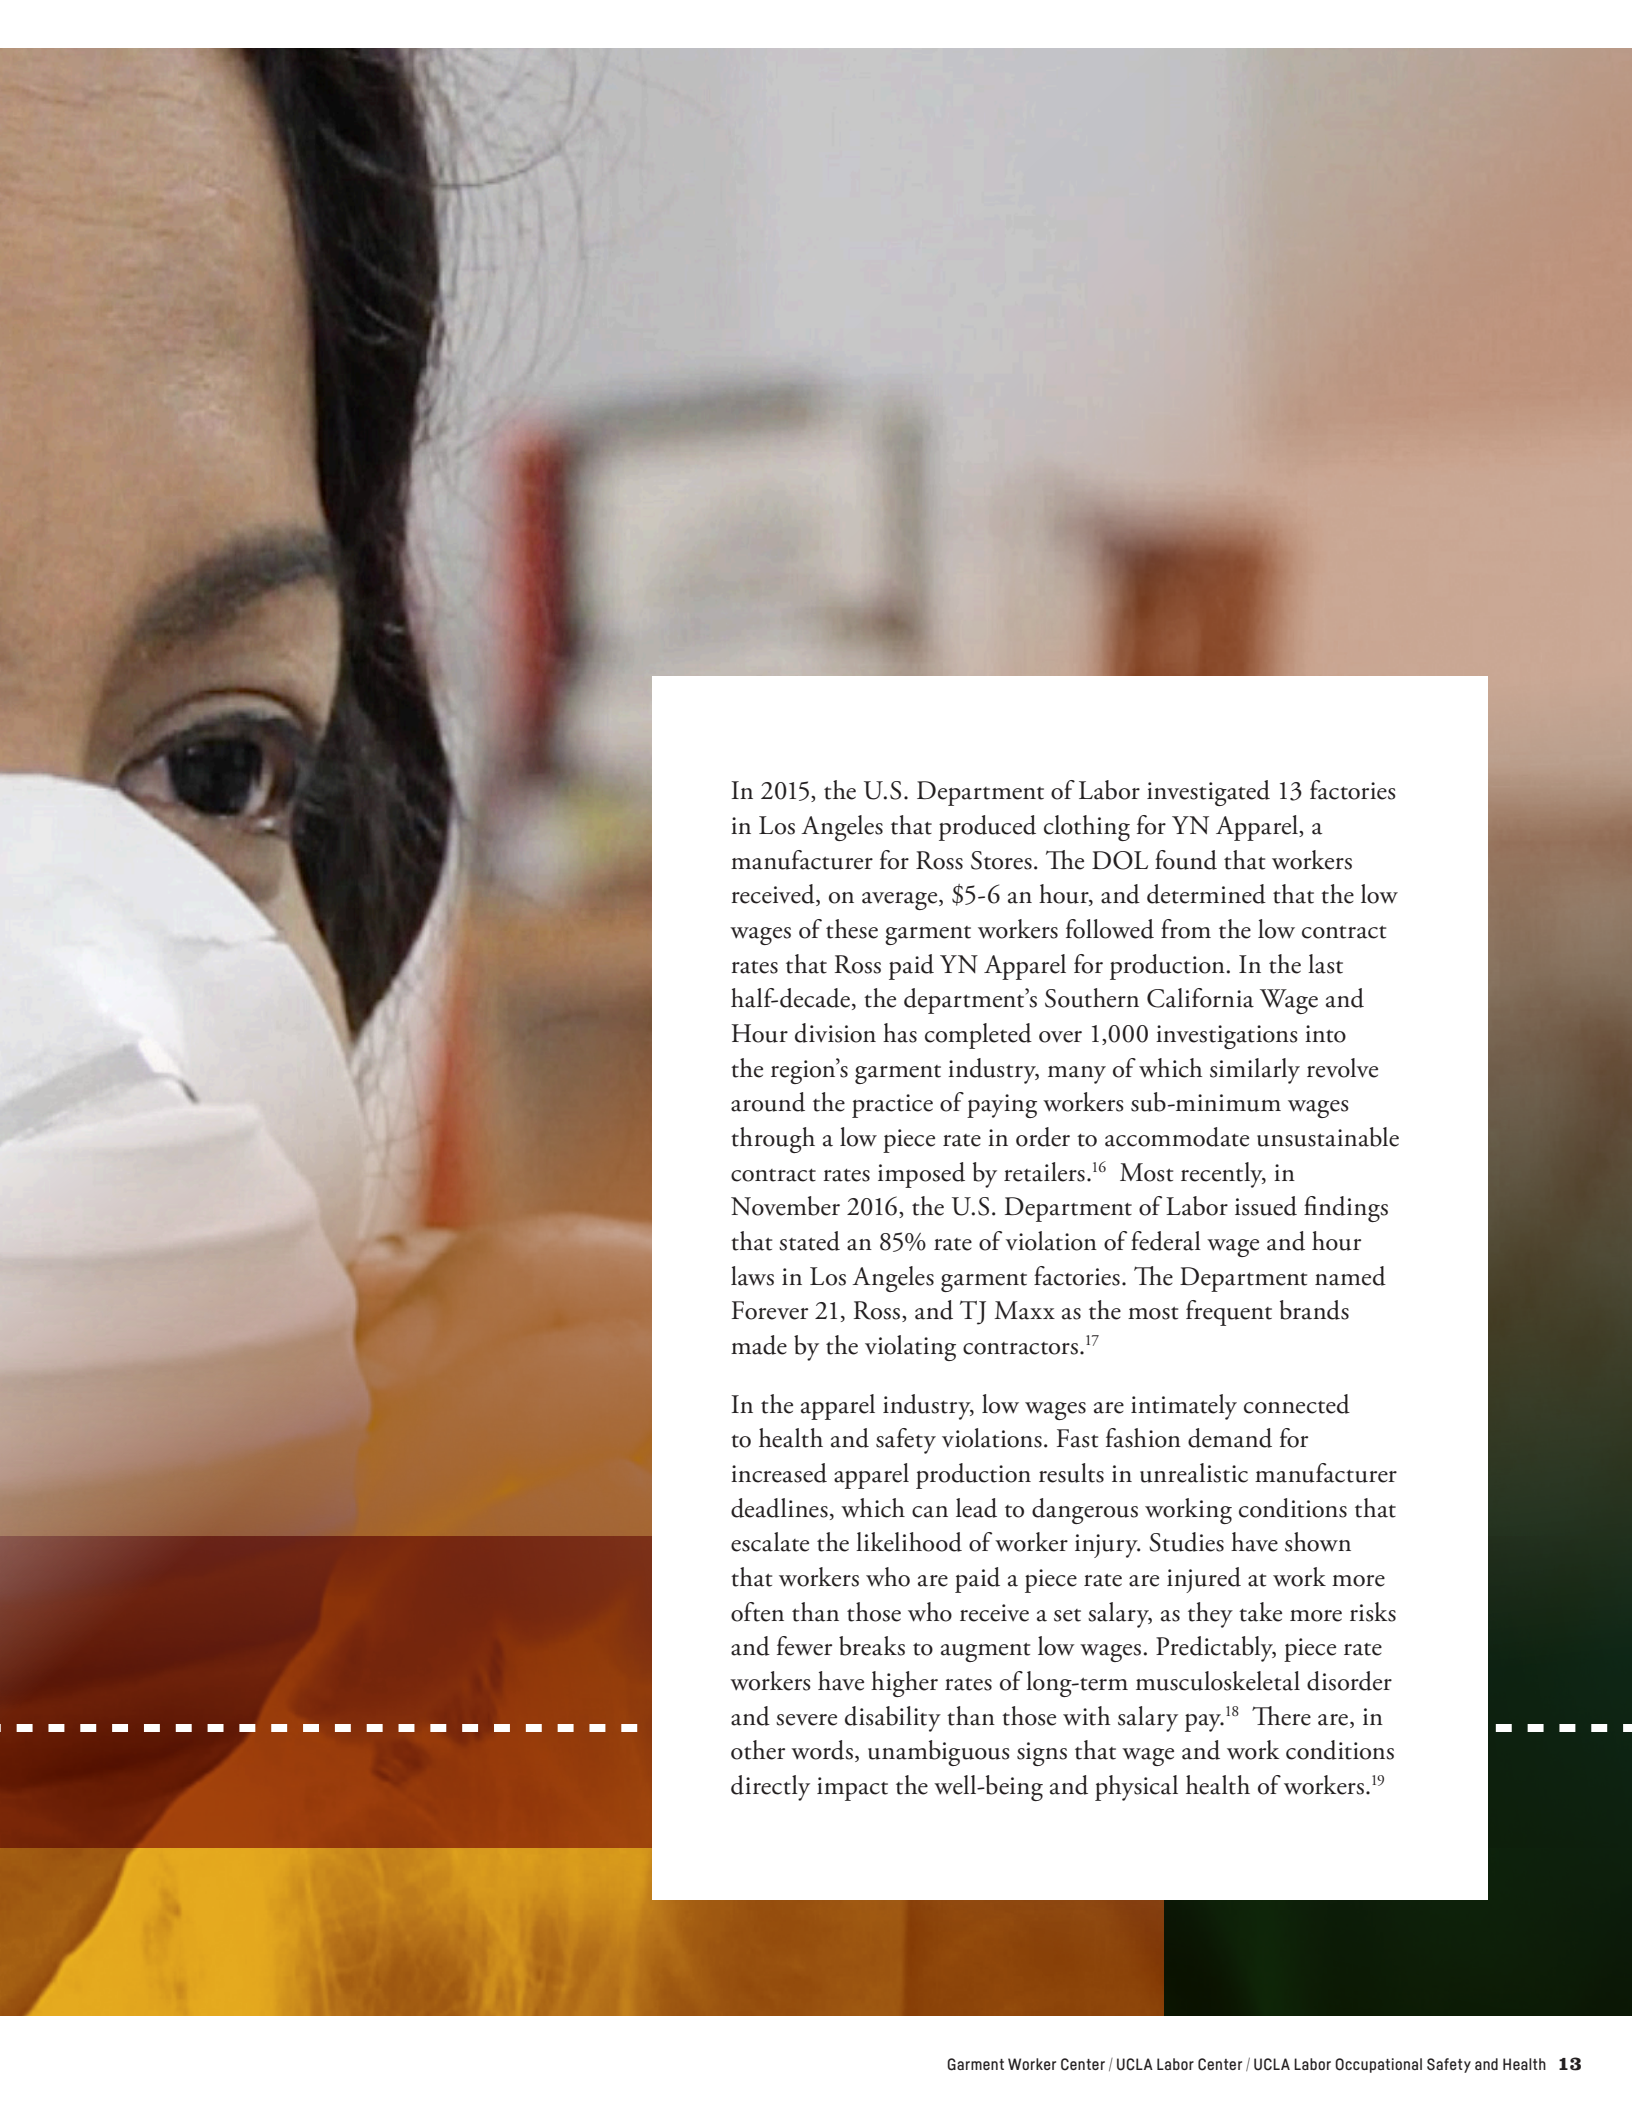 In 2015, the U.S. Department of Labor investigated 13 factories
in Los Angeles that produced clothing for YN Apparel, a
manufacturer for Ross Stores. The DOL found that workers
received, on average, $5-6 an hour, and determined that the low
wages of these garment workers followed from the low contract
rates that Ross paid YN Apparel for production. In the last
half-decade, the department’s Southern California Wage and
Hour division has completed over 1,000 investigations into
the region’s garment industry, many of which similarly revolve
around the practice of paying workers sub-minimum wages
through a low piece rate in order to accommodate unsustainable
contract rates imposed by retailers.16 Most recently, in
November 2016, the U.S. Department of Labor issued findings
that stated an 85% rate of violation of federal wage and hour
laws in Los Angeles garment factories. The Department named
Forever 21, Ross, and TJ Maxx as the most frequent brands
made by the violating contractors.17
In the apparel industry, low wages are intimately connected
to health and safety violations. Fast fashion demand for
increased apparel production results in unrealistic manufacturer
deadlines, which can lead to dangerous working conditions that
escalate the likelihood of worker injury. Studies have shown
that workers who are paid a piece rate are injured at work more
often than those who receive a set salary, as they take more risks
and fewer breaks to augment low wages. Predictably, piece rate
workers have higher rates of long-term musculoskeletal disorder
and severe disability than those with salary pay.18 There are, in
other words, unambiguous signs that wage and work conditions
directly impact the well-being and physical health of workers.19
Garment Worker Center / UCLA Labor Center / UCLA Labor Occupational Safety and Health 13